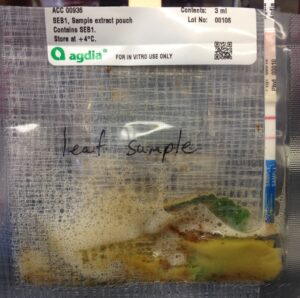 ACC 00936
SEB1, Sample extract pouch
Contains SEB1.
Store at +4°C.
Contents: 3 ml
Lot No: 00106
agdia®
FOR IN VITRO USE ONLY
leaf sample